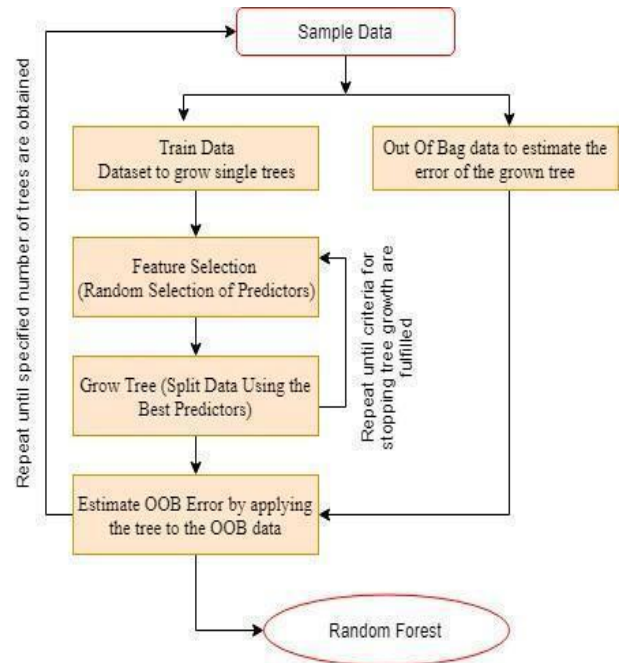 Sample Data
Repeat until specified number of trees are obtained
Train Data
Dataset to grow single trees
Out Of Bag data to estimate the
error of the grown tree
Feature Selection
(Random Selection of Predictors)
Repeat until criteria for
stopping tree growth are
fulfilled
Grow Tree (Split Data Using the
Best Predictors)
Estimate OOB Error by applying
the tree to the OOB data
Random Forest